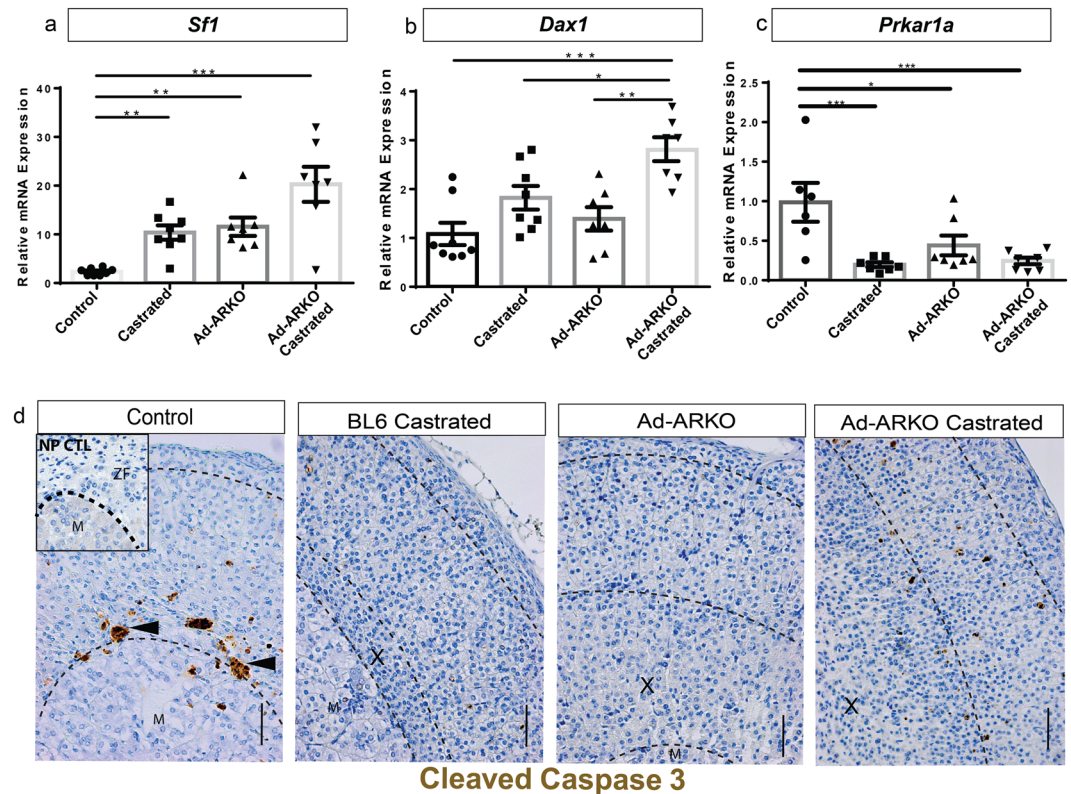 a
Sf1
b
Dax1
c
Prkar1a
Relative mRNA Expression
40
30
20
10
0
***
**
**
Control
Castrated
Ad-ARKO
Ad-ARKO
Castrated
Relative mRNA Expression
4
3
2
1
0
* * *
*
* *
Control
Castrated
Ad-ARKO
Ad-ARKO
Castrated
Relative mRNA Expression
2.5
2.0
1.5
1.0
0.5
0.0
***
*
***
Control
Castrated
Ad-ARKO
Ad-ARKO
Castrated
d
Control
BL6 Castrated
Ad-ARKO
Ad-ARKO Castrated
NP CTL
ZF
M
M
X
M
X
M
X
Cleaved Caspase 3